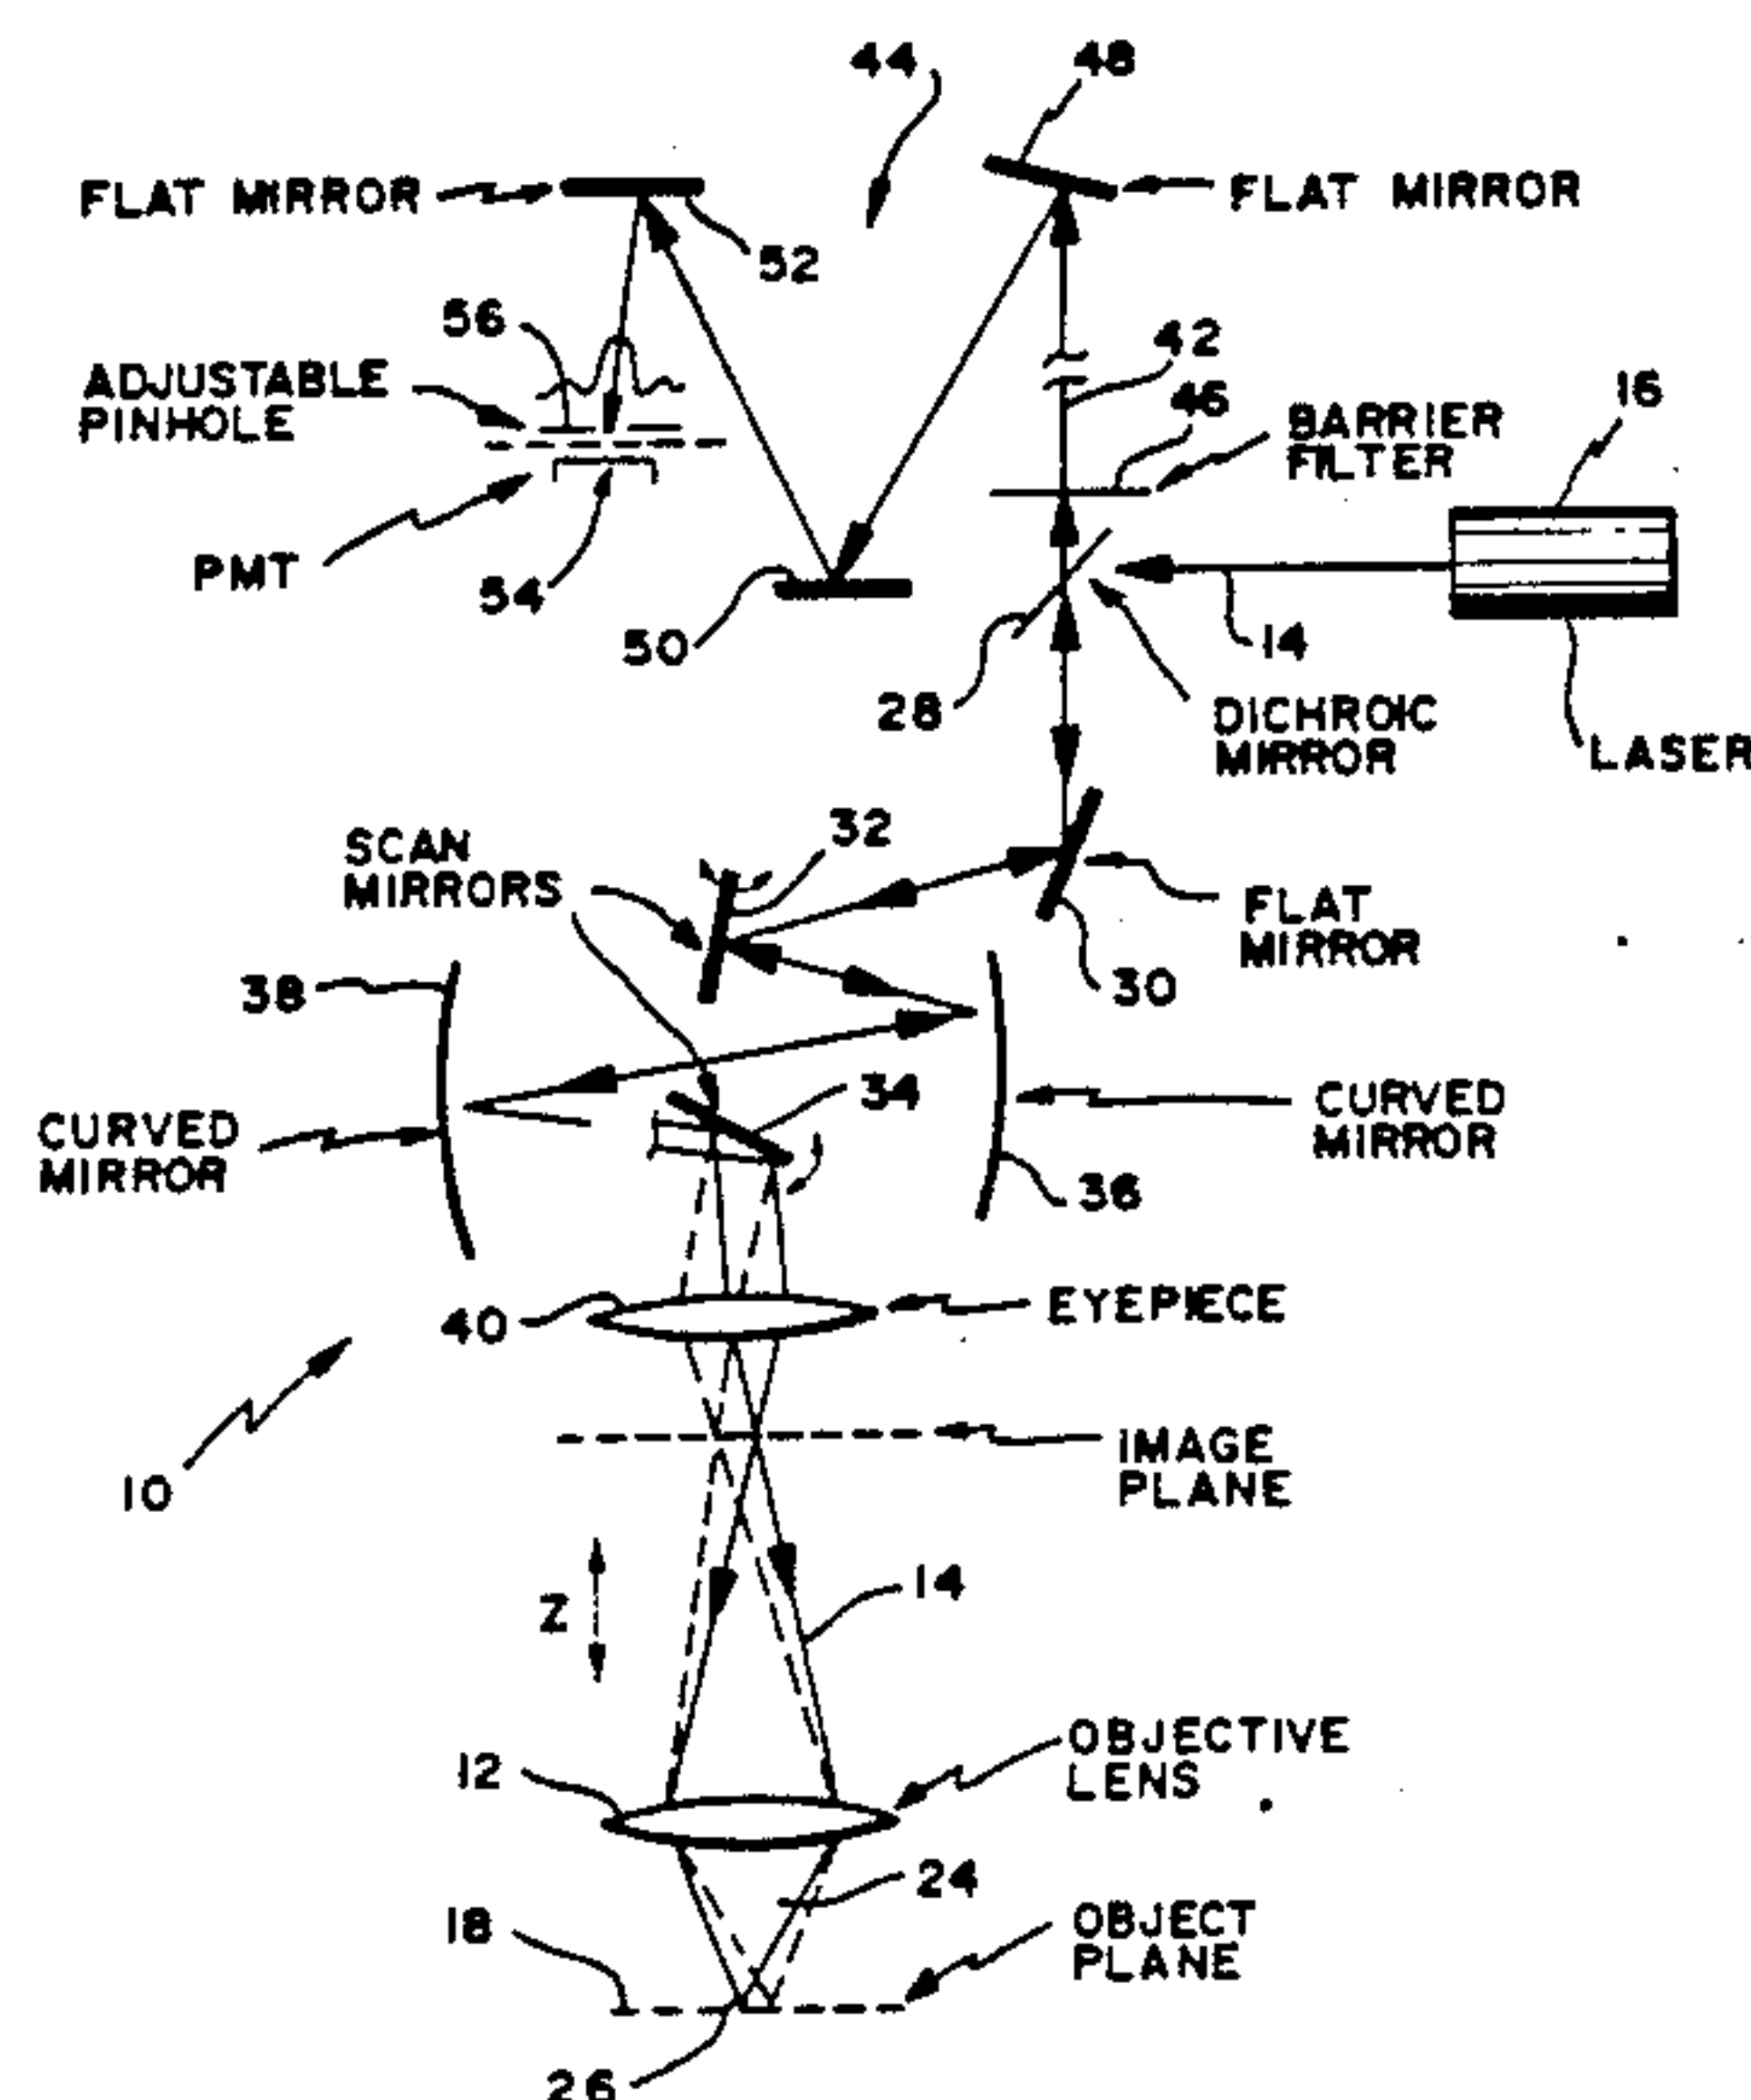 44
48
FLAT MIRROR
FLAT MIRROR
52
56
42
ADJUSTABLE
PINHOLE
46
16
BARRIER
FILTER
PMT
54
50
14
28
DICHROIC
MIRROR
LASER
32
SCAN
MIRRORS
FLAT
MIRROR
38
30
34
CURVED
MIRROR
CURVED
MIRROR
36
40
EYEPIECE
IMAGE
PLANE
10
Z
14
12
OBJECTIVE
LENS
24
18
OBJECT
PLANE
26